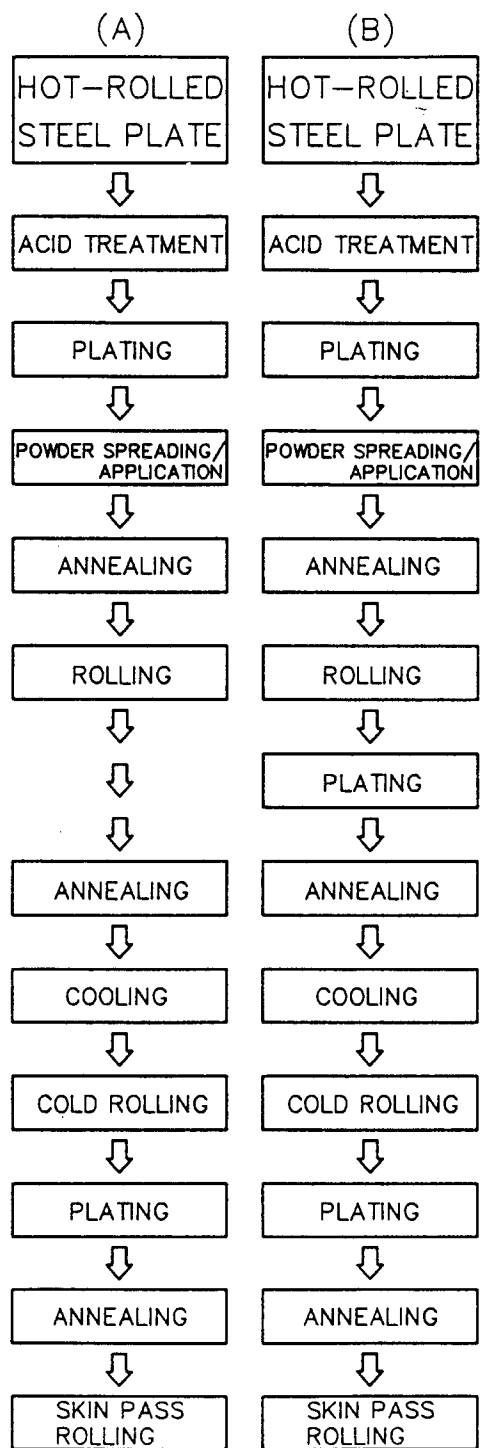 (A)
HOT-ROLLED
STEEL PLATE
ACID TREATMENT
PLATING
POWDER SPREADING/
APPLICATION
ANNEALING
ROLLING
ANNEALING
COOLING
COLD ROLLING
PLATING
ANNEALING
SKIN PASS
ROLLING
(B)
HOT-ROLLED
STEEL PLATE
ACID TREATMENT
PLATING
POWDER SPREADING/
APPLICATION
ANNEALING
ROLLING
PLATING
ANNEALING
COOLING
COLD ROLLING
PLATING
ANNEALING
SKIN PASS
ROLLING